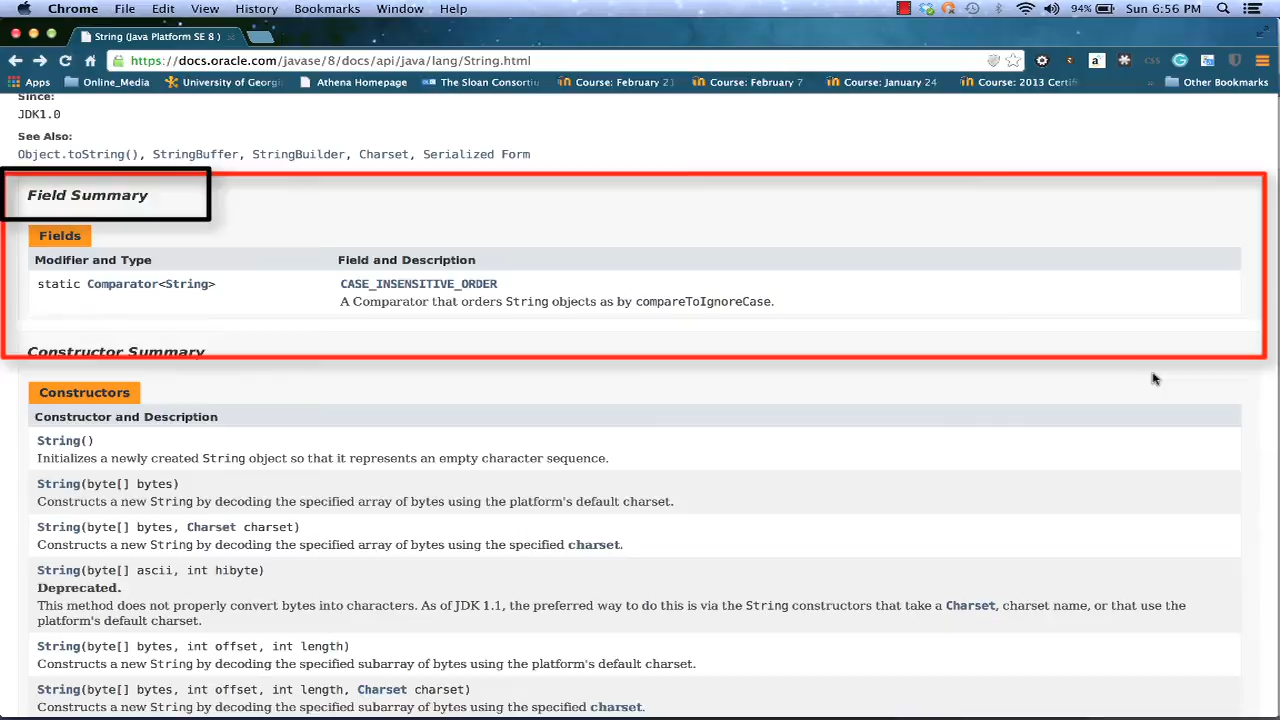 Chrome File Edit View History Bookmarks Window Help 94% Sun 6:56 PM
String (Java Platform SE 8 )
https://docs.oracle.com/javase/8/docs/api/java/lang/String.html
Apps Online_Media University of Georgi Athena Homepage The Sloan Consortiu Course: February 21 Course: February 7 Course: January 24 Course: 2013 Certifi » Other Bookmarks
Since:
JDK1.0
See Also:
Object.toString(), StringBuffer, StringBuilder, Charset, Serialized Form
Field Summary
Fields
Modifier and Type Field and Description
static Comparator<String> CASE_INSENSITIVE_ORDER
A Comparator that orders String objects as by compareToIgnoreCase.
Constructor Summary
Constructors
Constructor and Description
String()
Initializes a newly created String object so that it represents an empty character sequence.
String(byte[] bytes)
Constructs a new String by decoding the specified array of bytes using the platform's default charset.
String(byte[] bytes, Charset charset)
Constructs a new String by decoding the specified array of bytes using the specified charset.
String(byte[] ascii, int hibyte)
Deprecated.
This method does not properly convert bytes into characters. As of JDK 1.1, the preferred way to do this is via the String constructors that take a Charset, charset name, or that use the
platform's default charset.
String(byte[] bytes, int offset, int length)
Constructs a new String by decoding the specified subarray of bytes using the platform's default charset.
String(byte[] bytes, int offset, int length, Charset charset)
Constructs a new String by decoding the specified subarray of bytes using the specified charset.